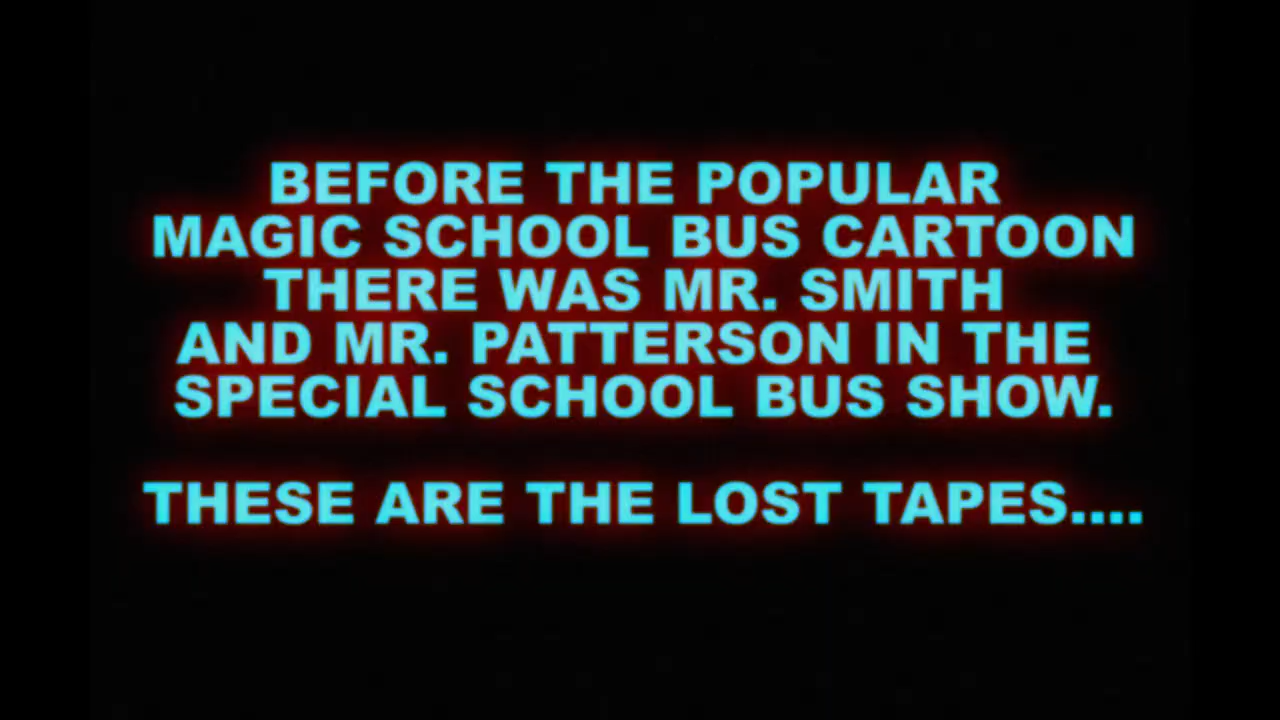 BEFORE THE POPULAR
MAGIC SCHOOL BUS CARTOON
THERE WAS MR. SMITH
AND MR. PATTERSON IN THE
SPECIAL SCHOOL BUS SHOW.
THESE ARE THE LOST TAPES....